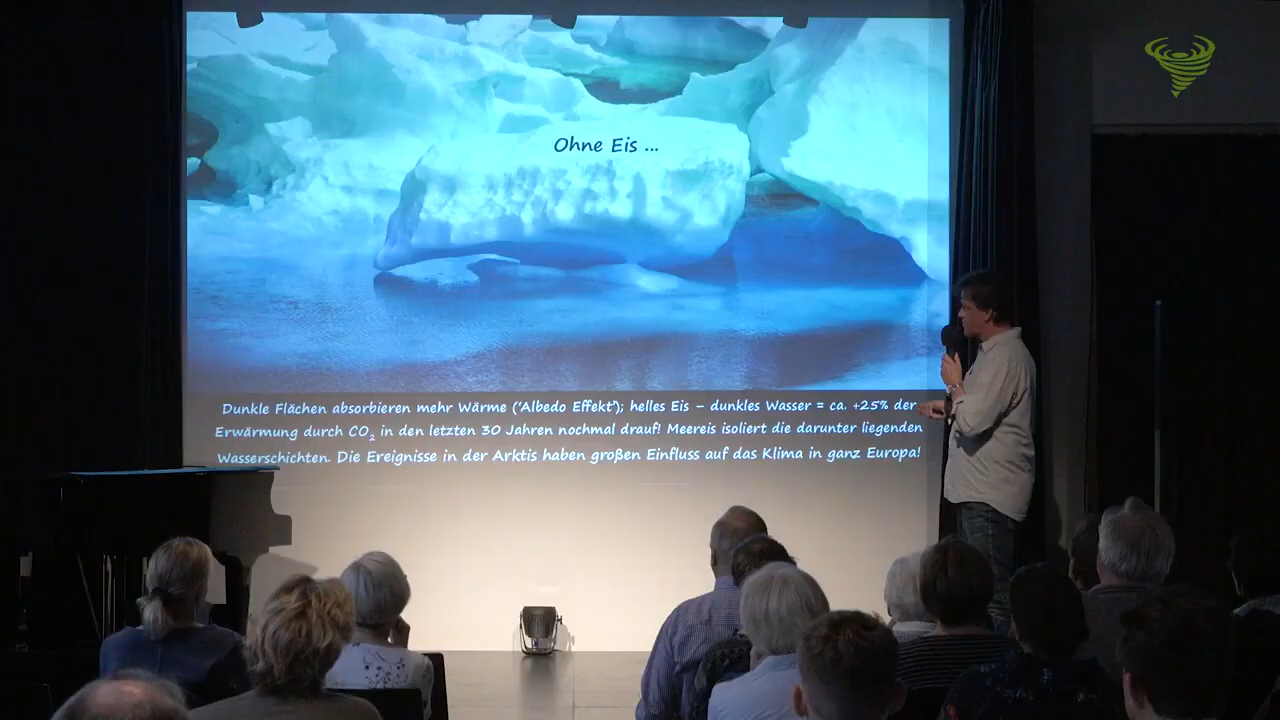 Ohne Eis ...
Dunkle Flächen absorbieren mehr Wärme ('Albedo Effekt'); helles Eis – dunkles Wasser = ca. +25% der
Erwärmung durch CO₂ in den letzten 30 Jahren nochmal drauf! Meereis isoliert die darunter liegenden
Wasserschichten. Die Ereignisse in der Arktis haben großen Einfluss auf das Klima in ganz Europa!